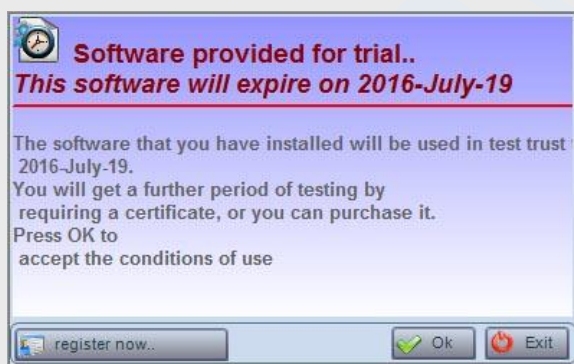 Software provided for trial..
This software will expire on 2016-July-19
The software that you have installed will be used in test trust
2016-July-19.
You will get a further period of testing by
requiring a certificate, or you can purchase it.
Press OK to
accept the conditions of use
register now..
Ok
Exit